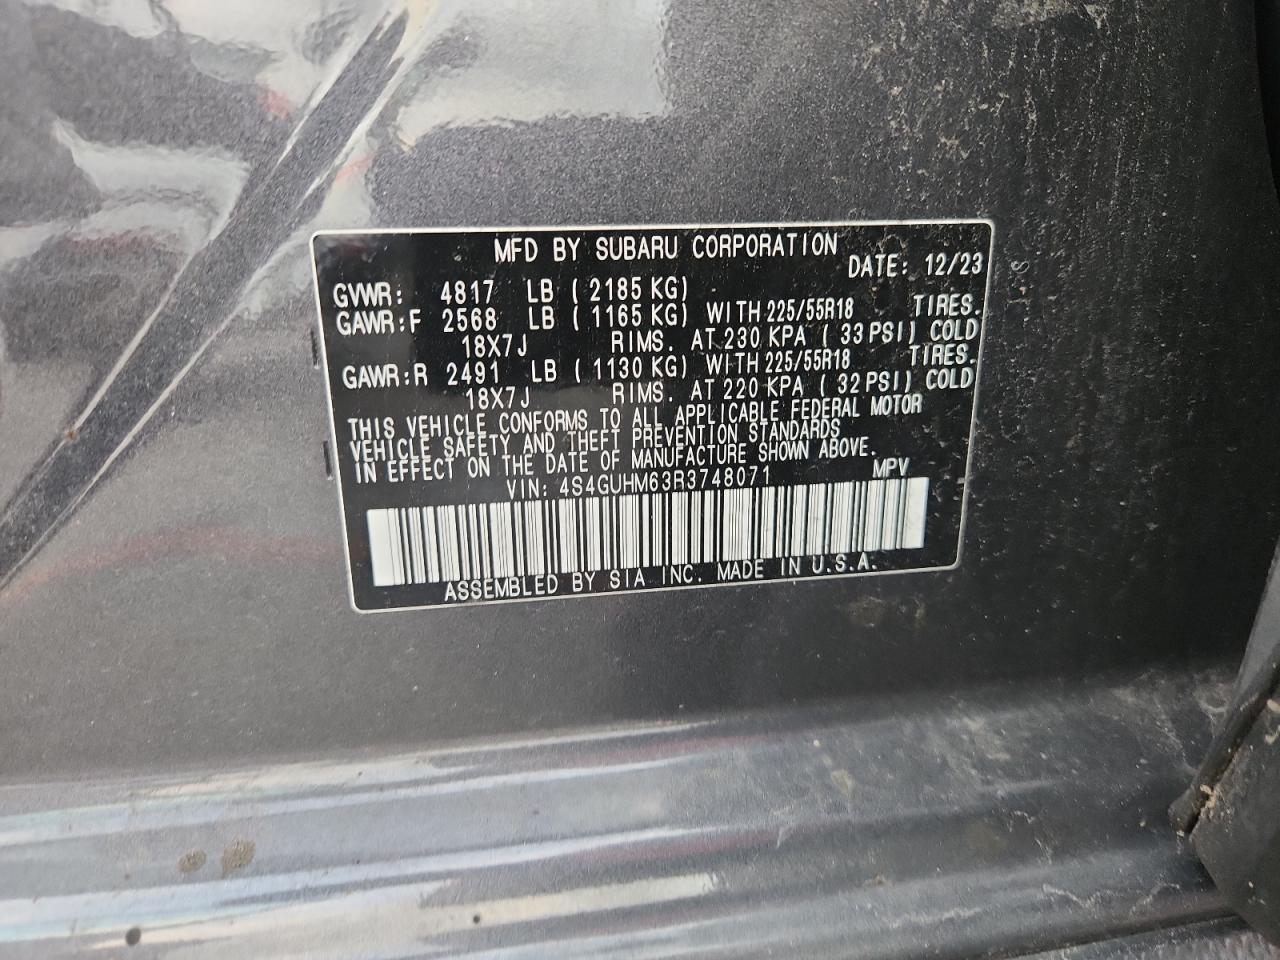 MFD BY SUBARU CORPORATION
DATE: 12/23
GVWR: 4817 LB ( 2185 KG)
GAWR:F 2568 LB ( 1165 KG) WITH 225/55R18 TIRES.
18X7J RIMS. AT 230 KPA ( 33 PSI) COLD
GAWR:R 2491 LB ( 1130 KG) WITH 225/55R18 TIRES.
18X7J RIMS. AT 220 KPA ( 32 PSI) COLD
THIS VEHICLE CONFORMS TO ALL APPLICABLE FEDERAL MOTOR
VEHICLE SAFETY AND THEFT PREVENTION STANDARDS
IN EFFECT ON THE DATE OF MANUFACTURE SHOWN ABOVE.
VIN: 4S4GUHM63R3748071 MPV
ASSEMBLED BY SIA INC. MADE IN U.S.A.